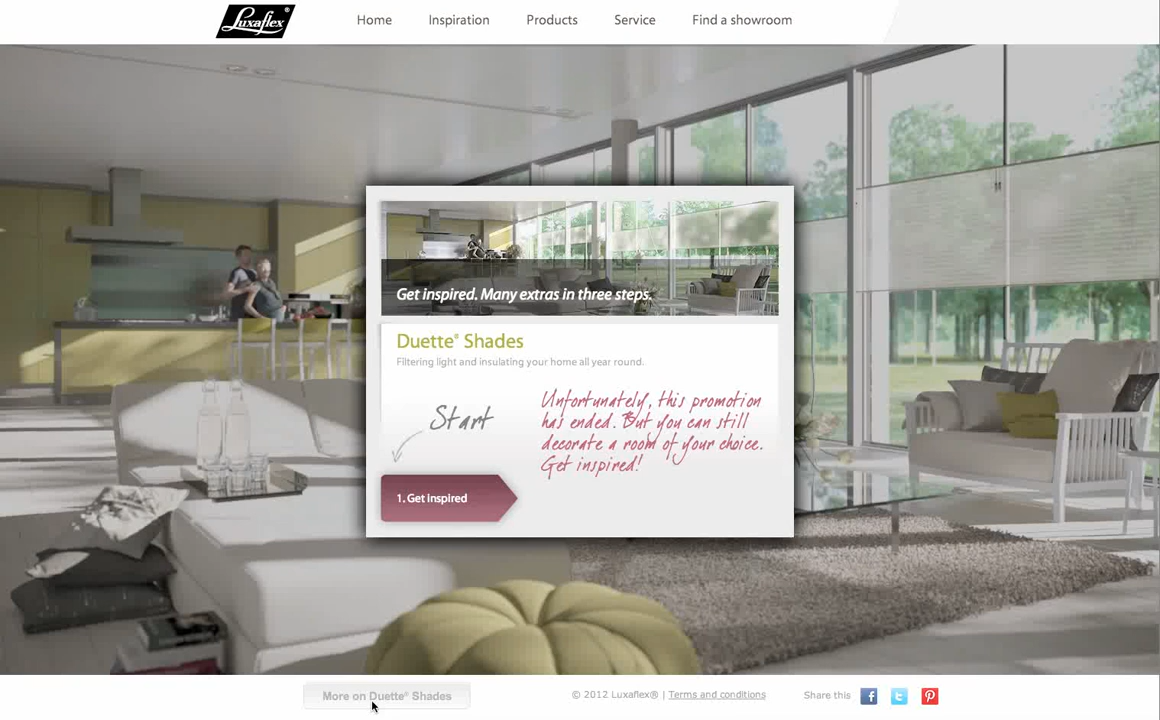 Luxaflex®
Home Inspiration Products Service Find a showroom
Get inspired. Many extras in three steps.
Duette® Shades
Filtering light and insulating your home all year round.
Start
Unfortunately, this promotion
has ended. But you can still
decorate a room of your choice.
Get inspired!
1. Get inspired
More on Duette® Shades
© 2012 Luxaflex® | Terms and conditions
Share this